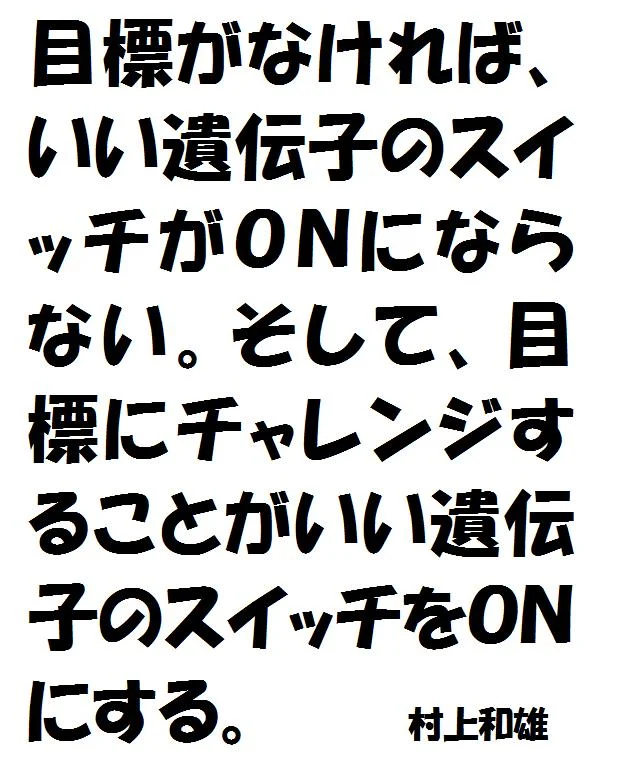 目標がなければ、
いい遺伝子のスイ
ッチがＯＮになら
ない。そして、目
標にチャレンジす
ることがいい遺伝
子のスイッチをON
にする。
村上和雄